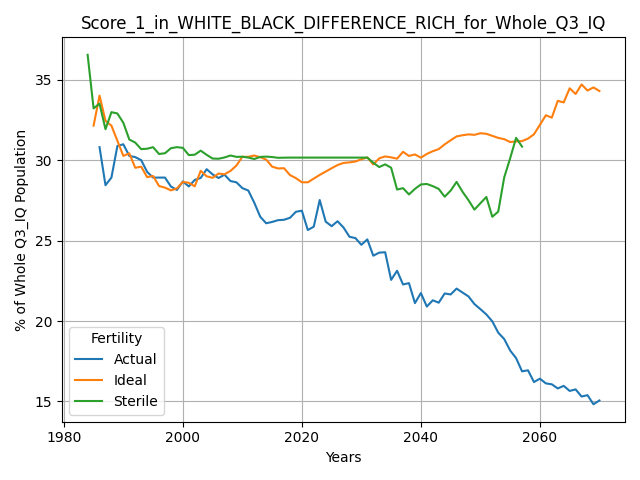 Score_1_in_WHITE_BLACK_DIFFERENCE_RICH_for_Whole_Q3_IQ
% of Whole Q3_IQ Population
35
30
25
20
15
Fertility
Actual
Ideal
Sterile
1980 2000 2020 2040 2060
Years